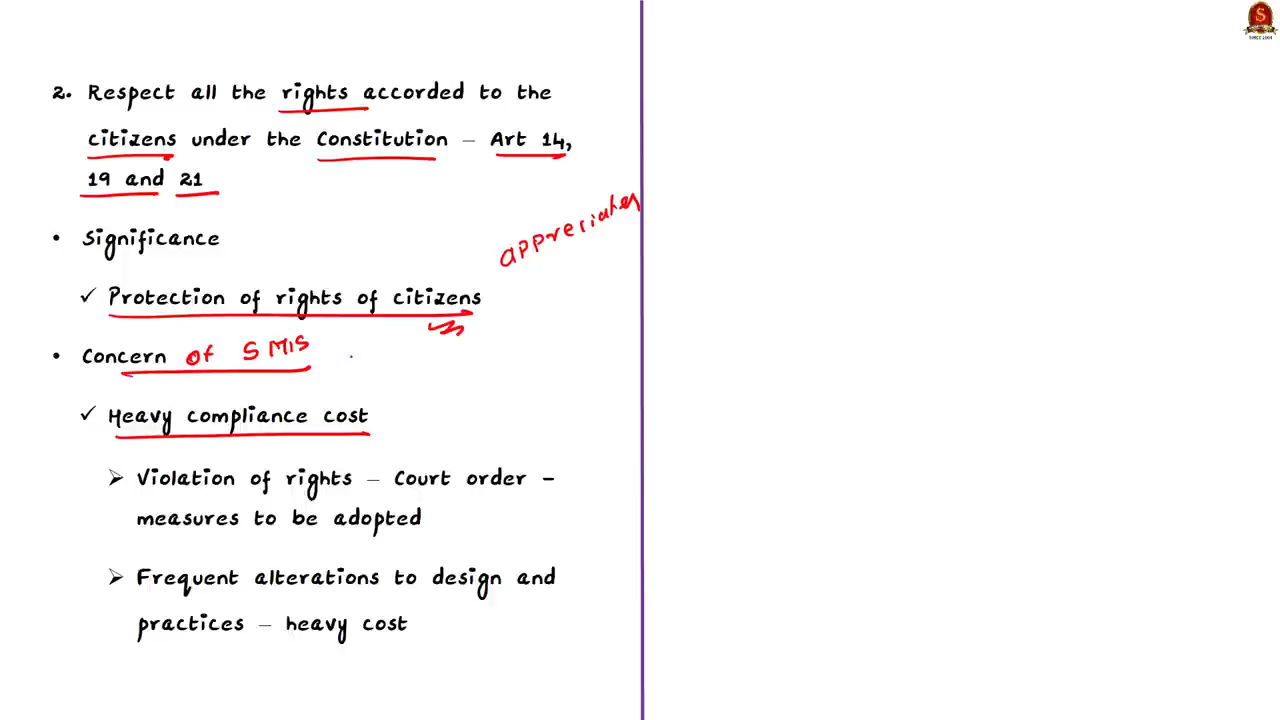 2. Respect all the rights accorded to the
citizens under the Constitution – Art 14,
19 and 21
• Significance
appreciated
✓ Protection of rights of citizens
• Concern of SMIS
✓ Heavy compliance cost
➢ Violation of rights – Court order -
measures to be adopted
➢ Frequent alterations to design and
practices – heavy cost
S
SINCE 2004